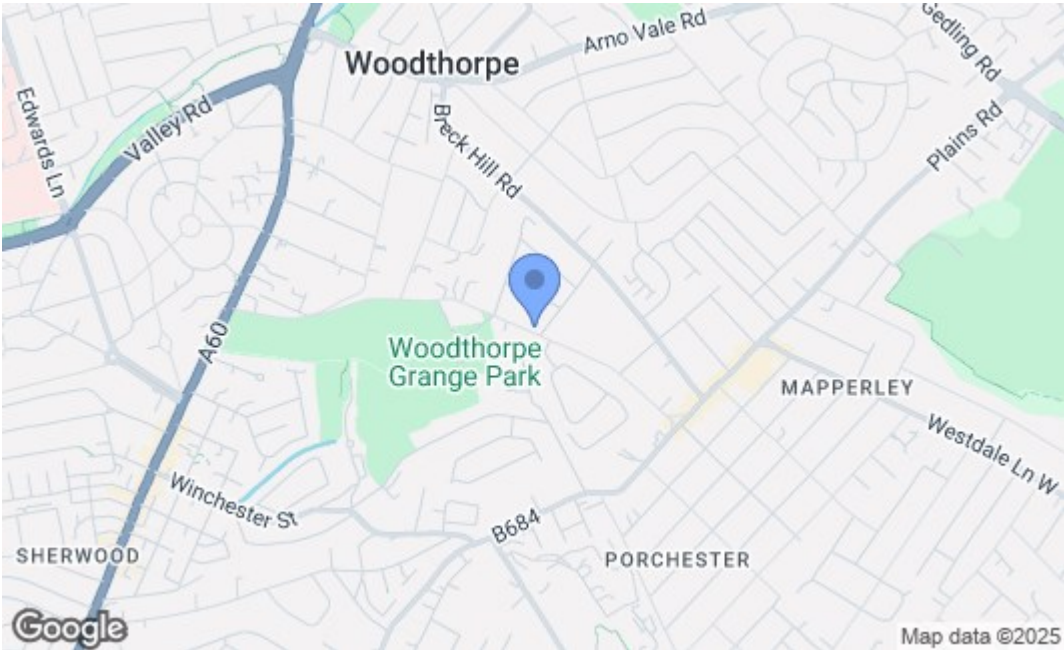 Arno Vale Rd
Gedling Rd
Woodthorpe
Edwards Ln
Valley Rd
Breck Hill Rd
Plains Rd
A60
Woodthorpe
Grange Park
MAPPERLEY
Westdale Ln W
Winchester St
B684
SHERWOOD
PORCHESTER
Google
Map data ©2025